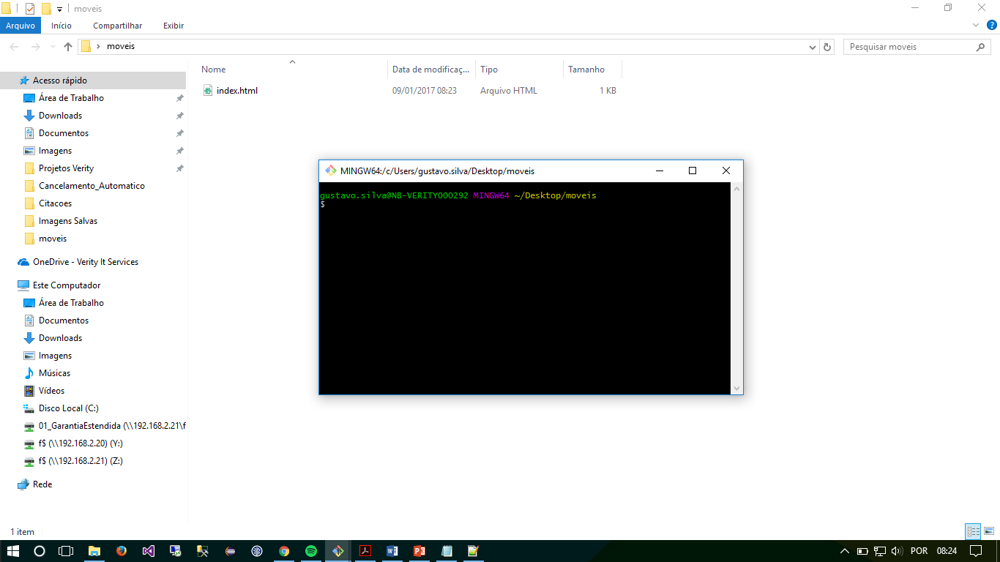 moveis
Arquivo
Início
Compartilhar
Exibir
moveis
Pesquisar moveis
Nome
Data de modificaç...
Tipo
Tamanho
index.html
09/01/2017 08:23
Arquivo HTML
1 KB
Acesso rápido
Área de Trabalho
Downloads
Documentos
Imagens
Projetos Verity
Cancelamento_Automatico
Citacoes
Imagens Salvas
moveis
OneDrive - Verity It Services
Este Computador
Área de Trabalho
Documentos
Downloads
Imagens
Músicas
Vídeos
Disco Local (C:)
01_GarantiaEstendida (\\192.168.2.21\f
f$ (\\192.168.2.20) (Y:)
f$ (\\192.168.2.21) (Z:)
Rede
MINGW64:/c/Users/gustavo.silva/Desktop/moveis
gustavo.silva@NB-VERITY000292 MINGW64 ~/Desktop/moveis
$
1 item
POR
08:24